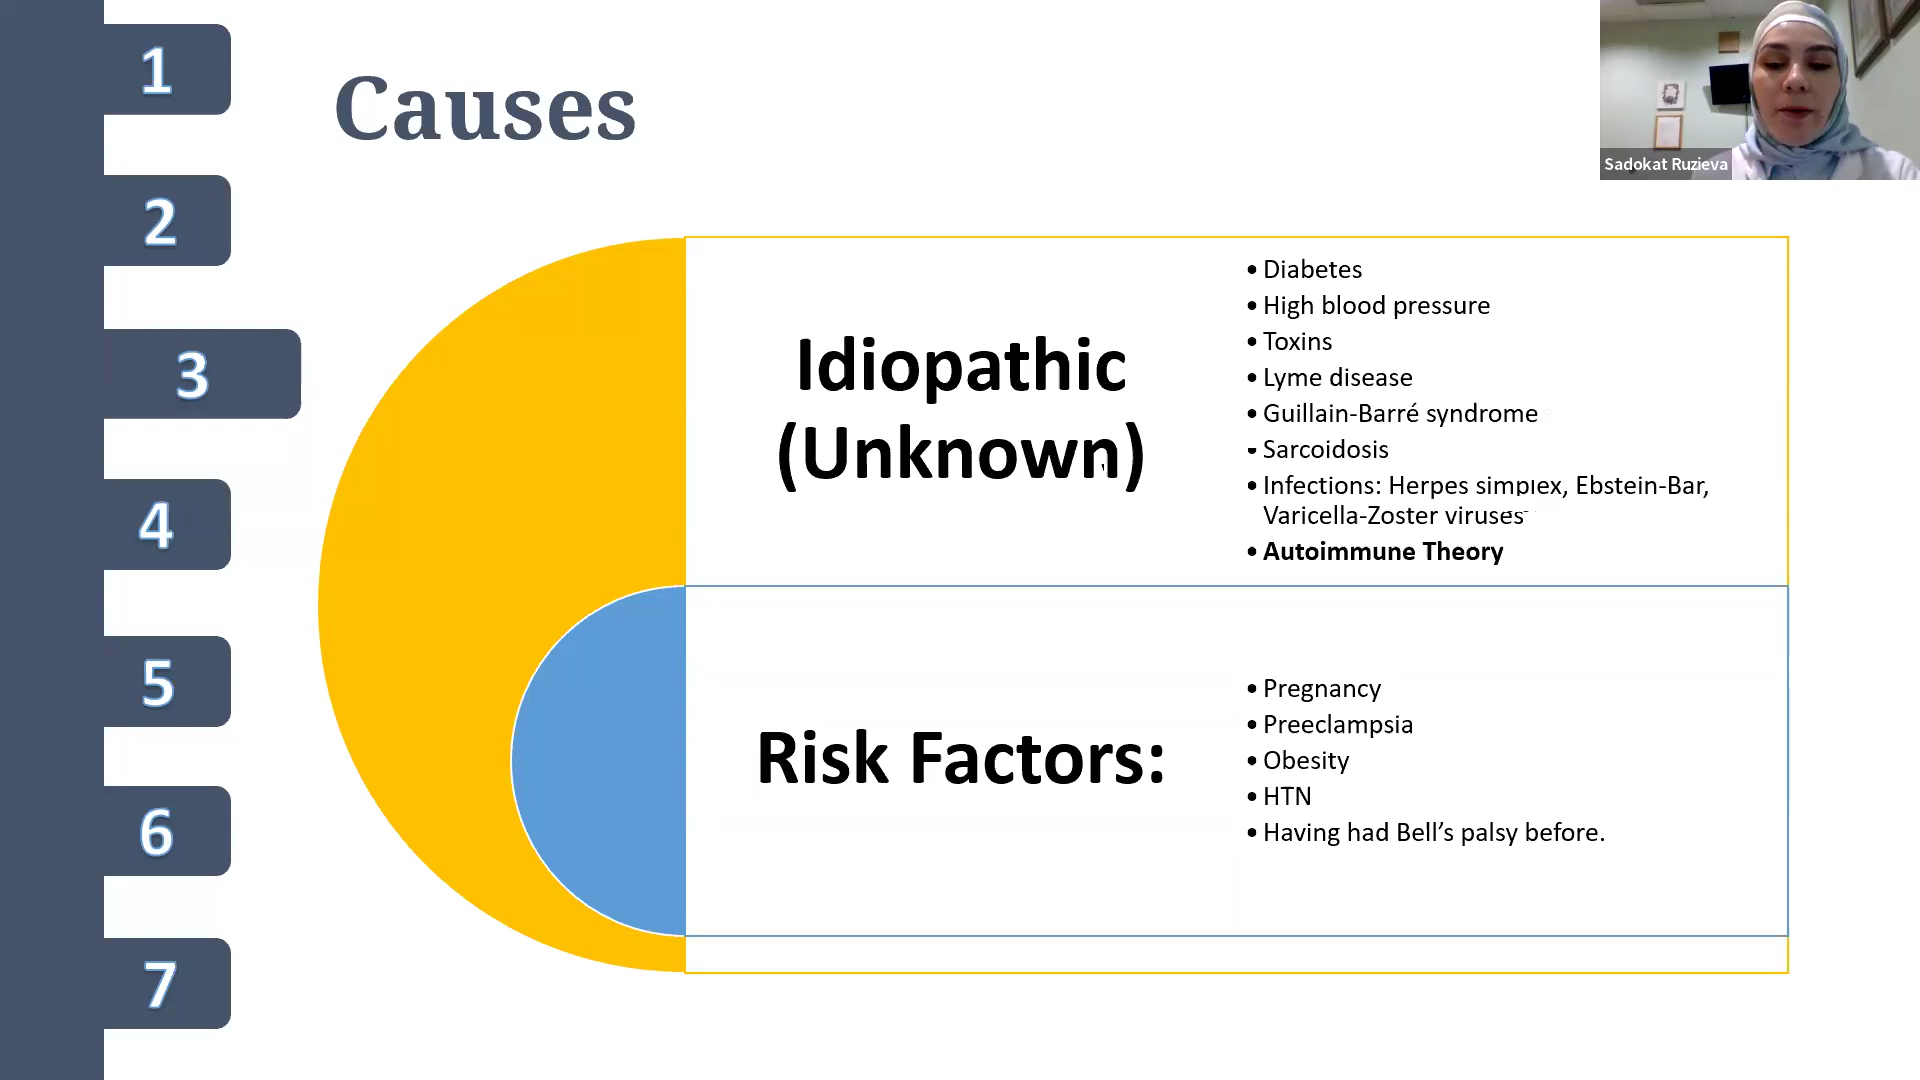 1
2
3
4
5
6
7
Causes
Sadokat Ruzieva
Idiopathic
(Unknown)
• Diabetes
• High blood pressure
• Toxins
• Lyme disease
• Guillain-Barré syndrome
• Sarcoidosis
• Infections: Herpes simplex, Ebstein-Bar,
Varicella-Zoster viruses
• Autoimmune Theory
Risk Factors:
• Pregnancy
• Preeclampsia
• Obesity
• HTN
• Having had Bell’s palsy before.